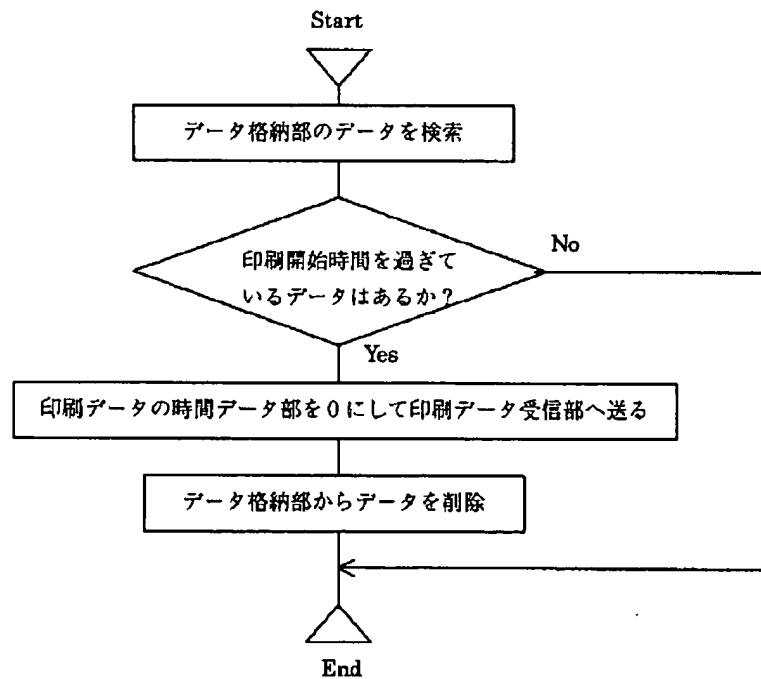 Start
データ格納部のデータを検索
印刷開始時間を過ぎて
いるデータはあるか?
No
Yes
印刷データの時間データ部を0にして印刷データ受信部へ送る
データ格納部からデータを削除
End